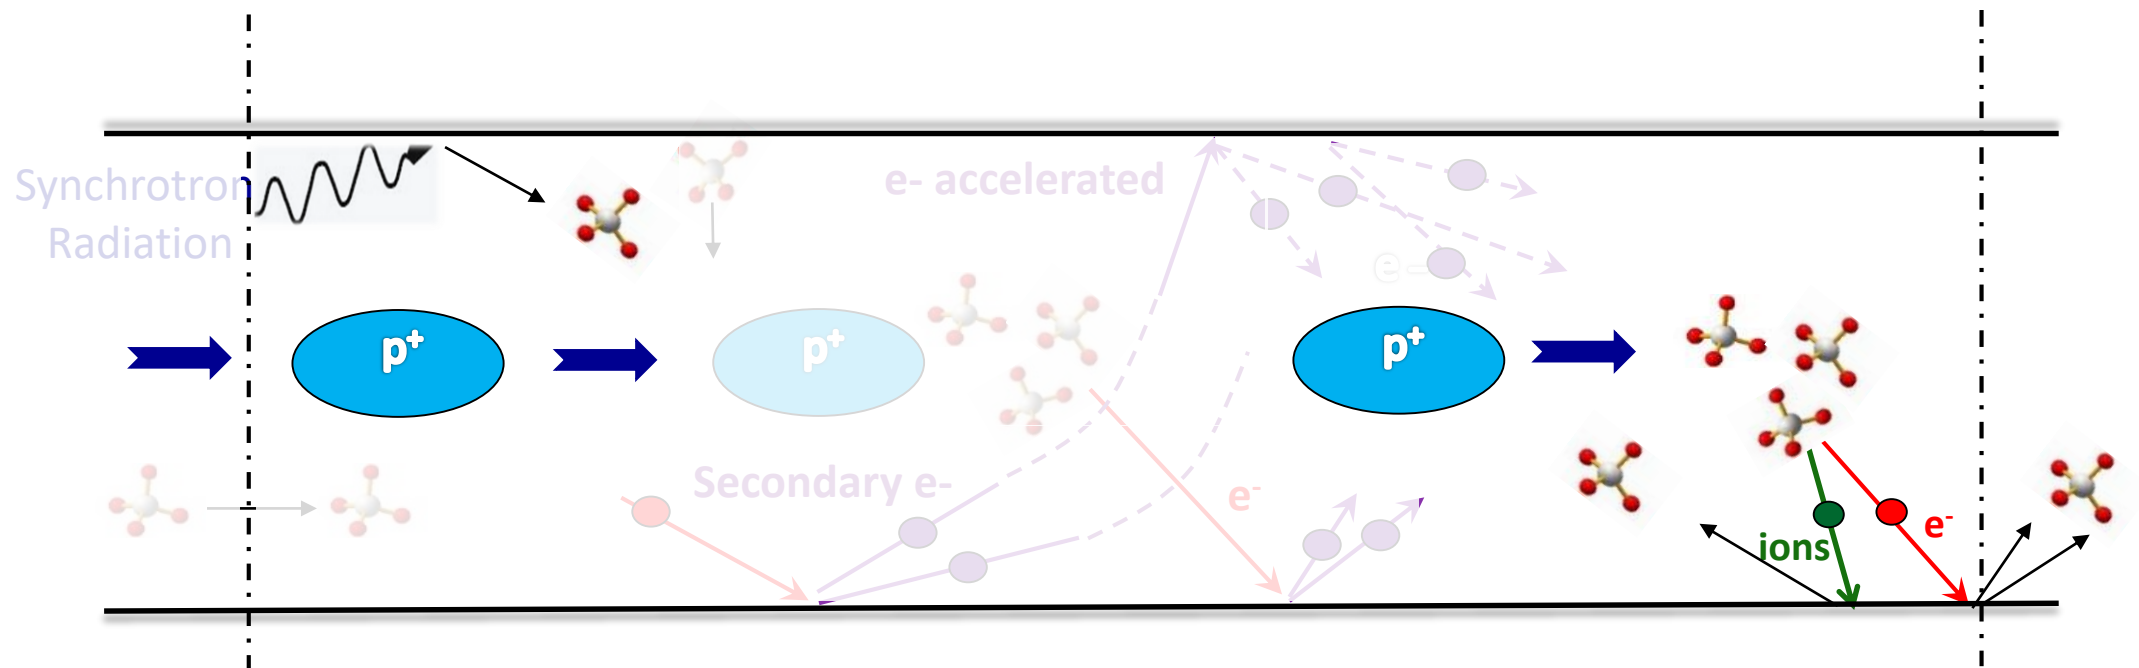 Synchrotron
Radiation
e- accelerated
e –
p⁺
p⁺
p⁺
Secondary e-
e⁻
ions
e⁻